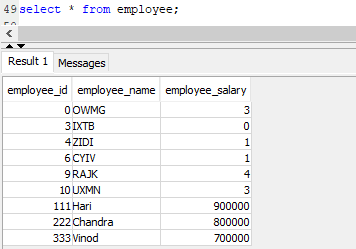 49 select * from employee;
50
Result 1 Messages
employee_id employee_name employee_salary
0 OWMG 3
3 IXTB 0
4 ZIDI 1
6 CYIV 1
9 RAJK 4
10 UXMN 3
111 Hari 900000
222 Chandra 800000
333 Vinod 700000